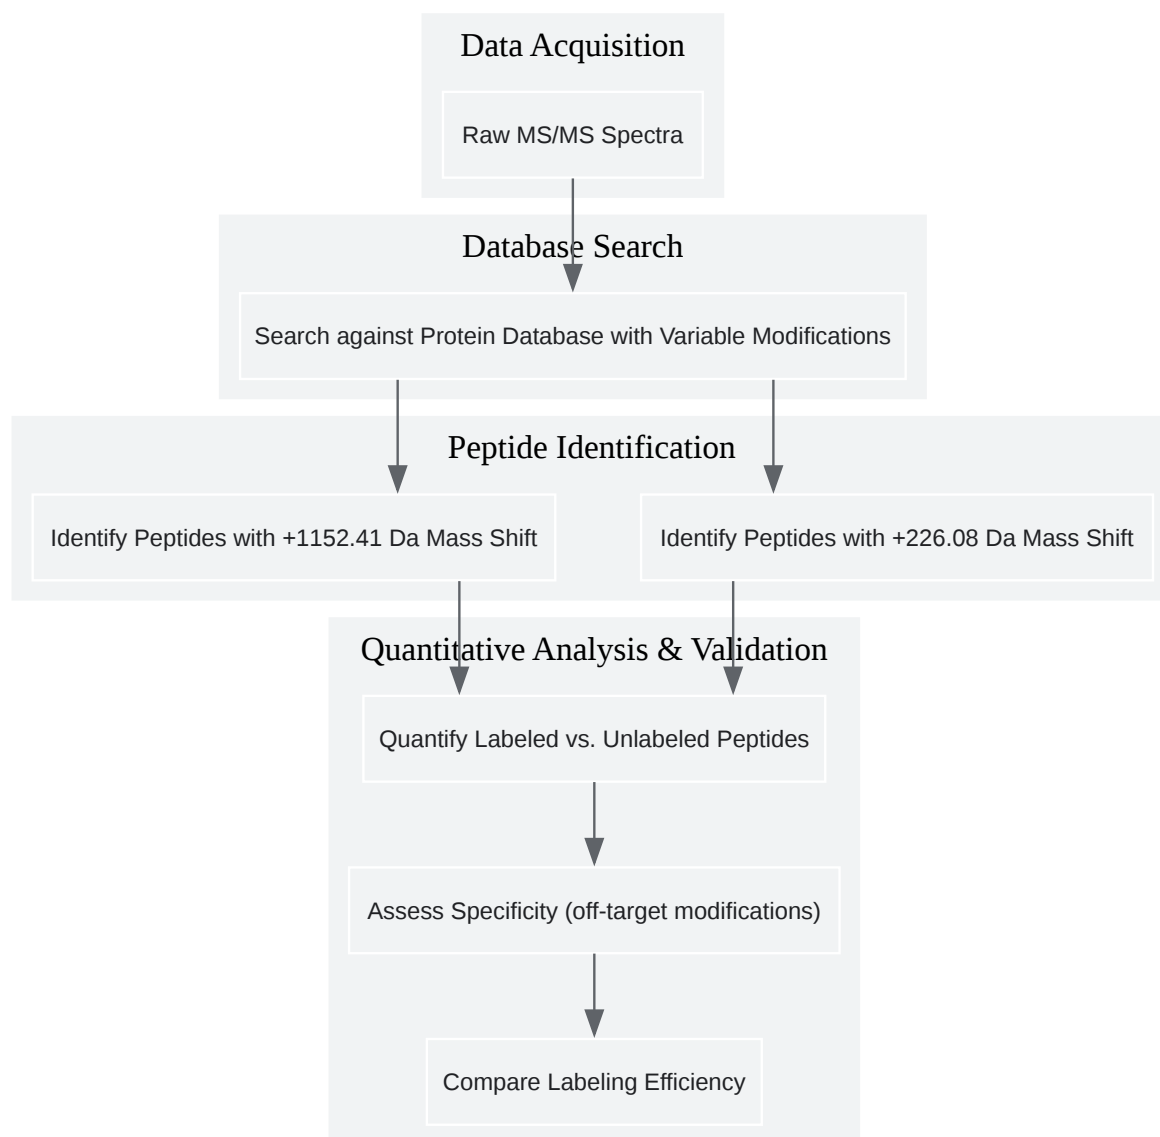 Data Acquisition
Raw MS/MS Spectra
Database Search
Search against Protein Database with Variable Modifications
Peptide Identification
Identify Peptides with +1152.41 Da Mass Shift
Identify Peptides with +226.08 Da Mass Shift
Quantitative Analysis & Validation
Quantify Labeled vs. Unlabeled Peptides
Assess Specificity (off-target modifications)
Compare Labeling Efficiency